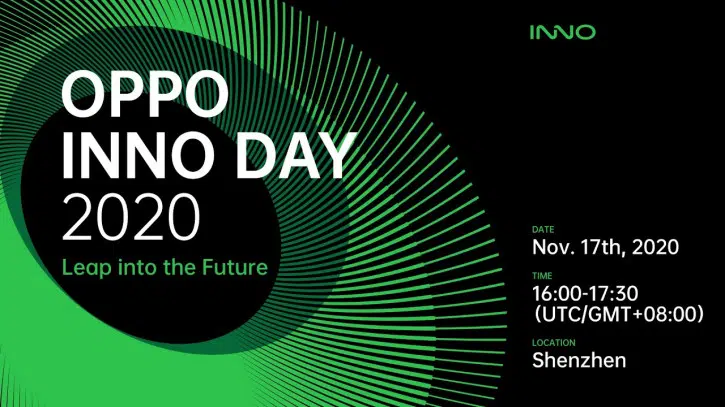 INNO
OPPO
INNO DAY
2020
Leap into the Future
DATE
Nov. 17th, 2020
TIME
16:00-17:30
(UTC/GMT+08:00)
LOCATION
Shenzhen